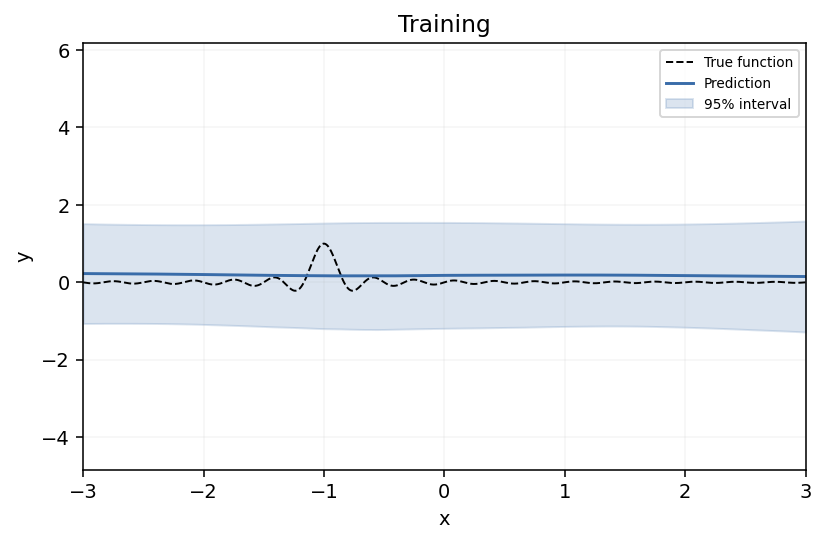 Training
6
4
2
0
−2
−4
y
−3 −2 −1 0 1 2 3
x
True function
Prediction
95% interval